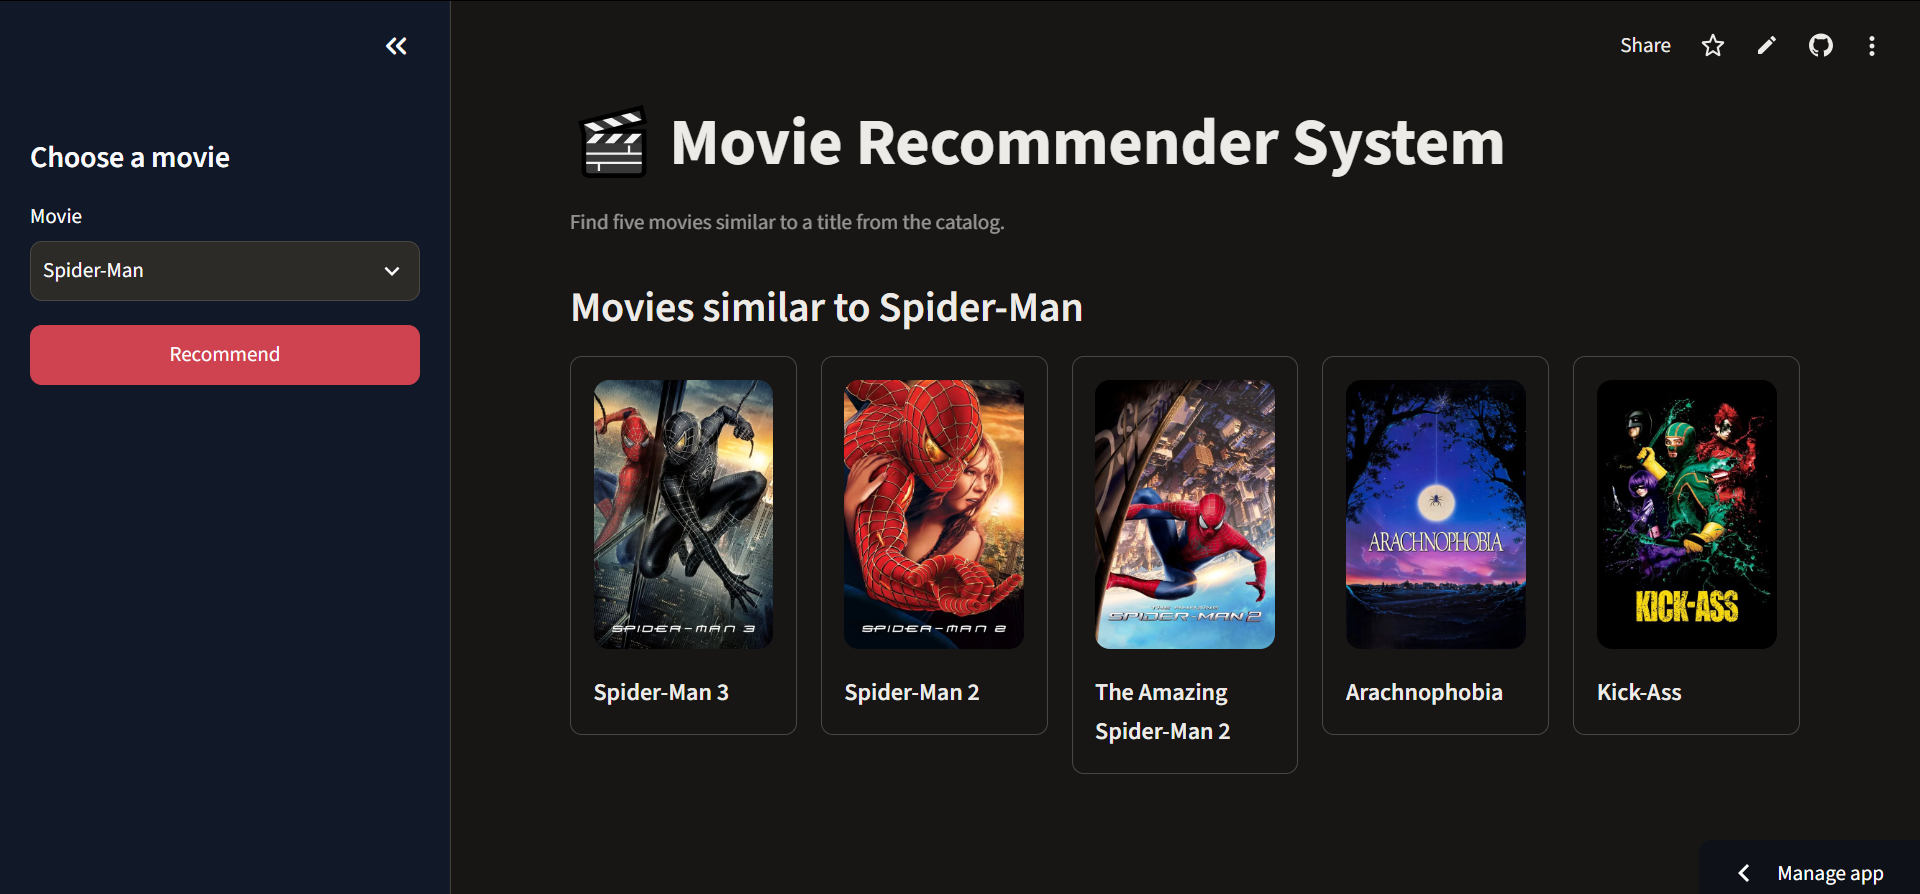 Share
Choose a movie
Movie
Spider-Man
Recommend
Movie Recommender System
Find five movies similar to a title from the catalog.
Movies similar to Spider-Man
SPIDER-MAN 3
Spider-Man 3
SPIDER-MAN 2
Spider-Man 2
THE AMAZING
SPIDER-MAN 2
The Amazing
Spider-Man 2
ARACHNOPHOBIA
Arachnophobia
KICK-ASS
Kick-Ass
Manage app